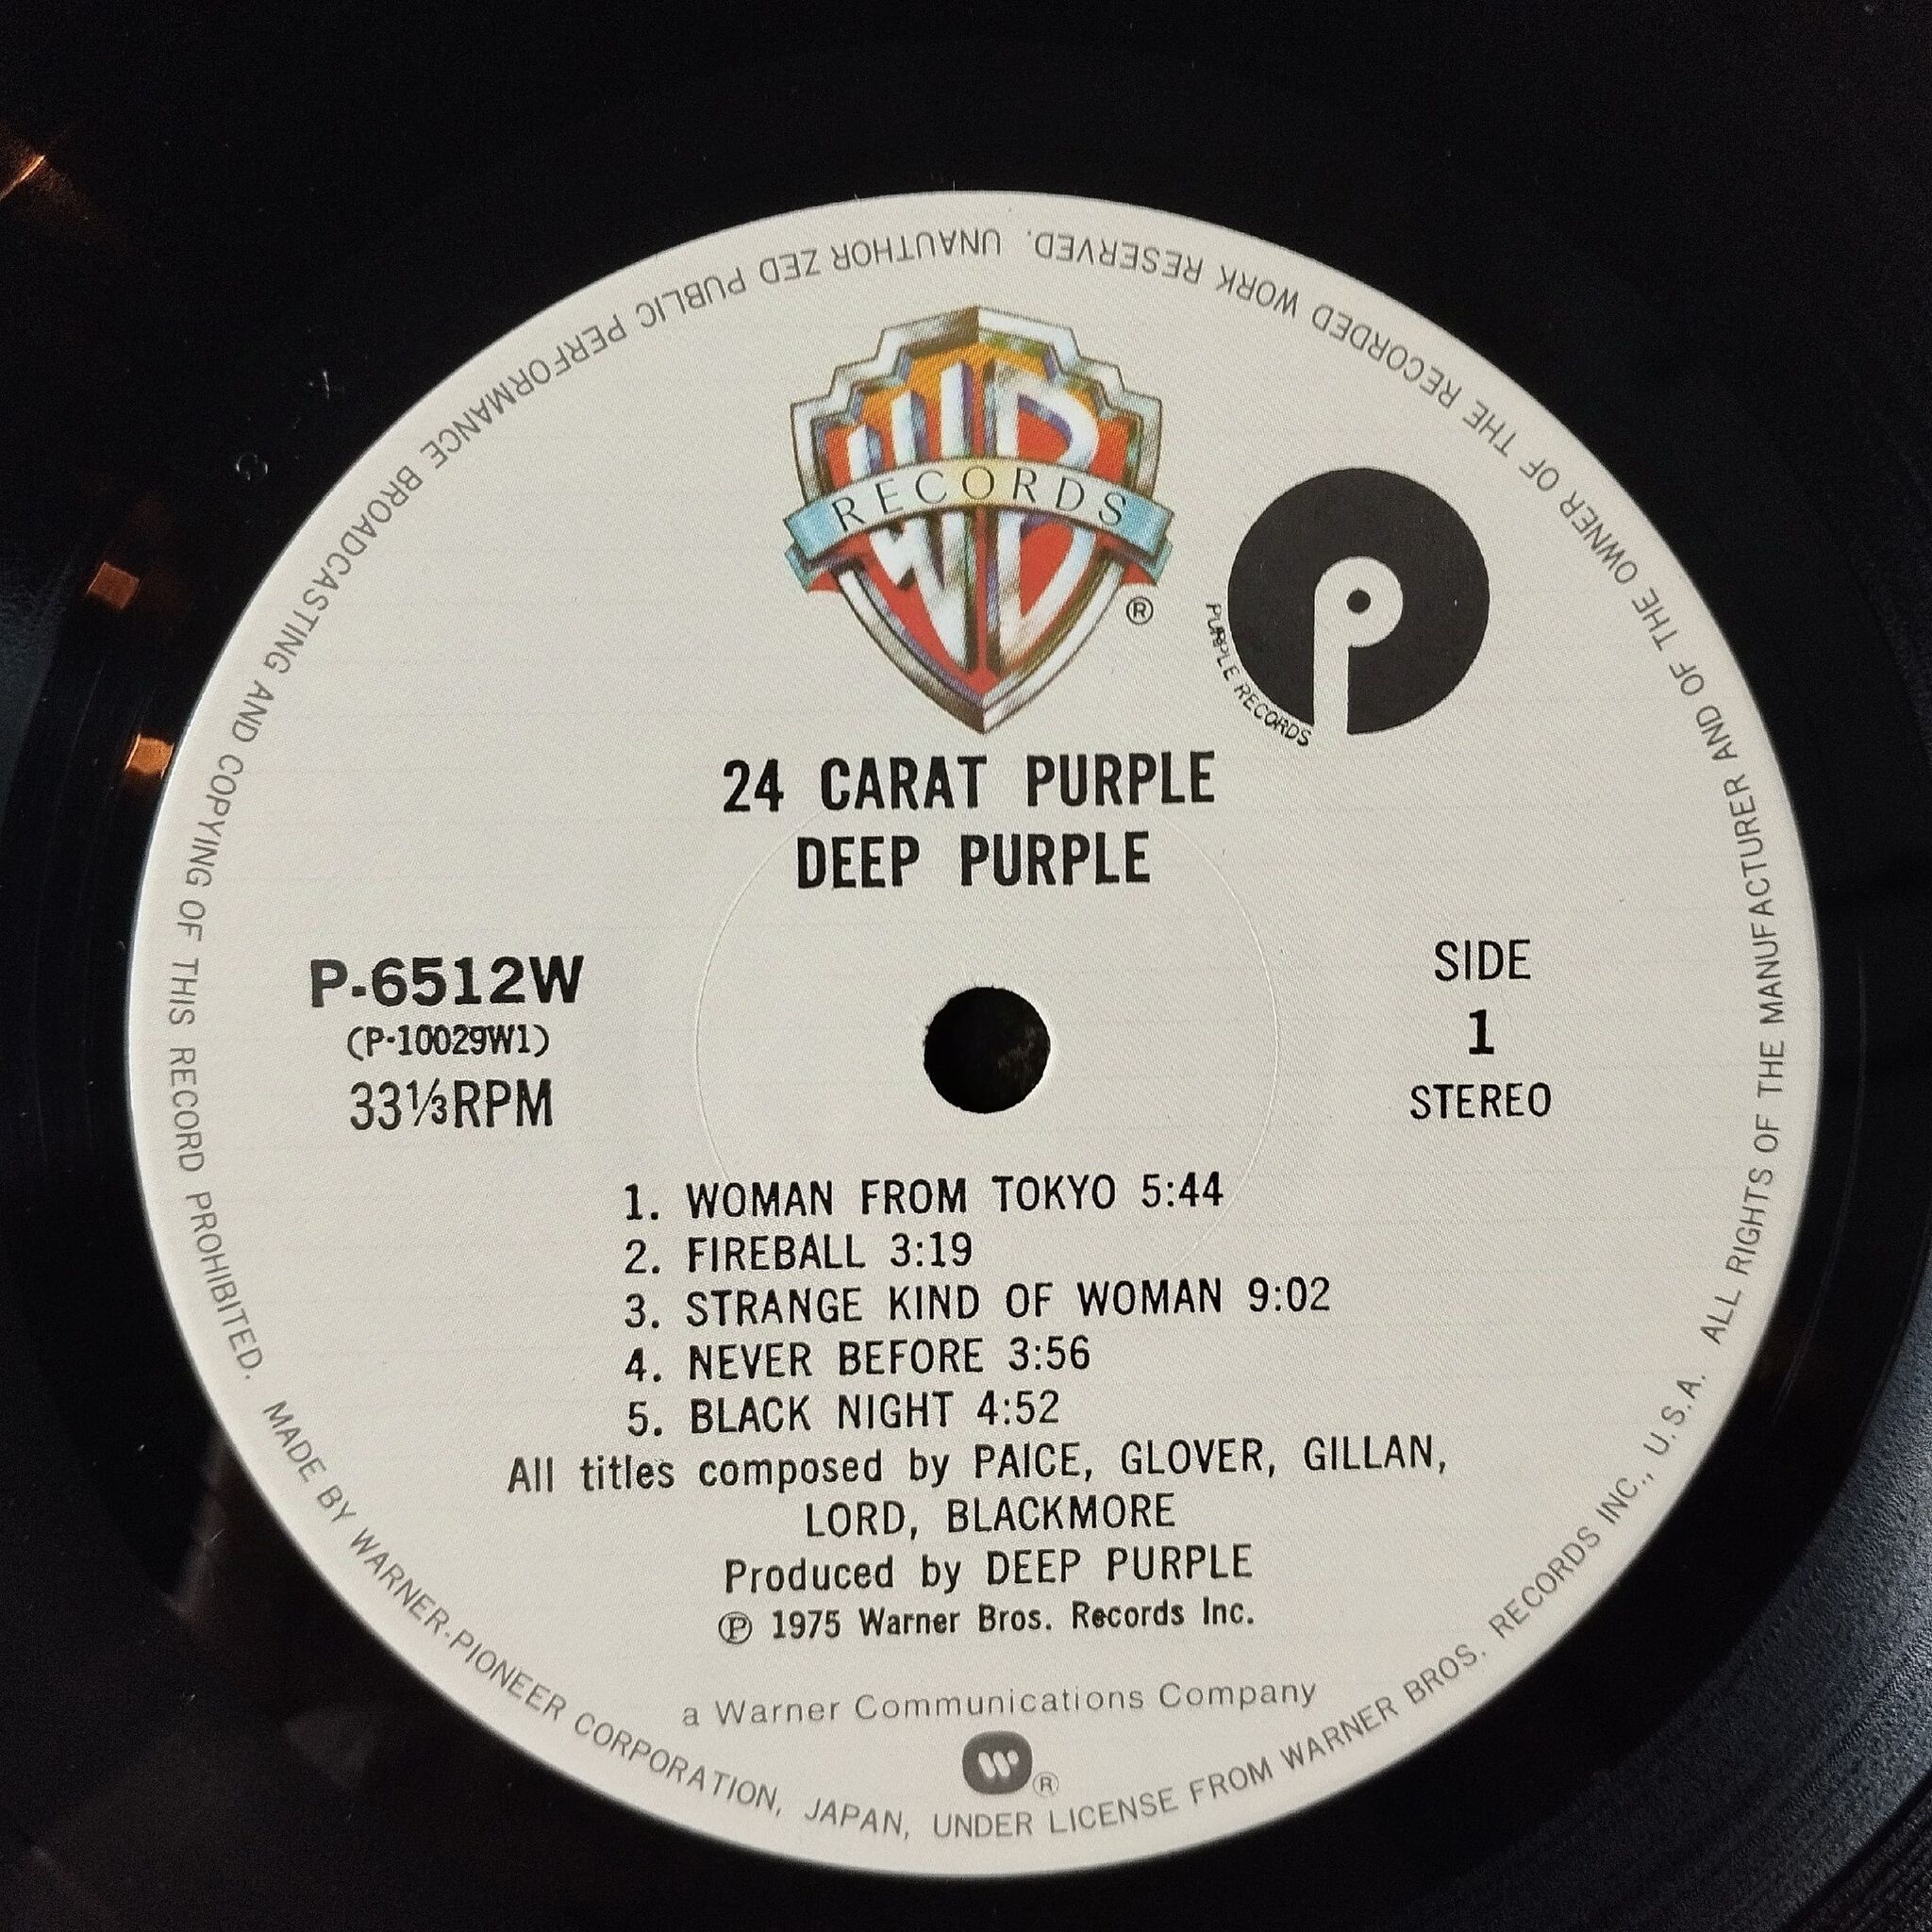 WB
RECORDS
®
P
PURPLE RECORDS
24 CARAT PURPLE
DEEP PURPLE
P-6512W
(P-10029W1)
33⅓RPM
SIDE
1
STEREO
1. WOMAN FROM TOKYO 5:44
2. FIREBALL 3:19
3. STRANGE KIND OF WOMAN 9:02
4. NEVER BEFORE 3:56
5. BLACK NIGHT 4:52
All titles composed by PAICE, GLOVER, GILLAN,
LORD, BLACKMORE
Produced by DEEP PURPLE
℗ 1975 Warner Bros. Records Inc.
a Warner Communications Company
W ®
MADE BY WARNER-PIONEER CORPORATION, JAPAN, UNDER LICENSE FROM WARNER BROS. RECORDS INC., U.S.A. ALL RIGHTS OF THE MANUFACTURER AND OF THE OWNER OF THE RECORDED WORK RESERVED. UNAUTHOR ZED PUBLIC PERFORMANCE BROADCASTING AND COPYING OF THIS RECORD PROHIBITED.